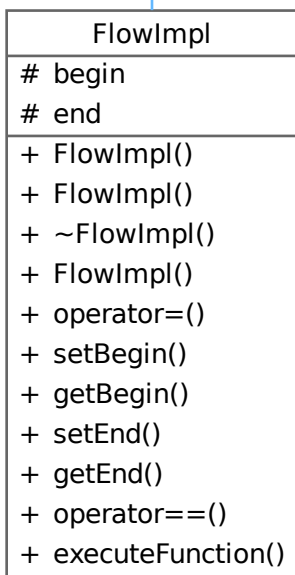 FlowImpl
# begin
# end
+ FlowImpl()
+ FlowImpl()
+ ~FlowImpl()
+ FlowImpl()
+ operator=()
+ setBegin()
+ getBegin()
+ setEnd()
+ getEnd()
+ operator==()
+ executeFunction()